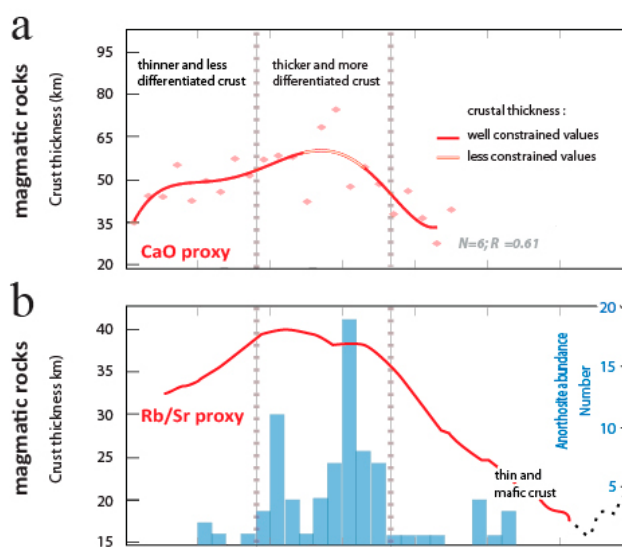 a
thinner and less
differentiated crust
thicker and more
differentiated crust
crustal thickness :
well constrained values
less constrained values
magmatic rocks
Crust thickness (km)
95
80
65
50
35
20
CaO proxy
N=6; R =0.61
b
magmatic rocks
Crust thickness km)
40
35
30
25
20
15
Rb/Sr proxy
thin and
mafic crust
Anorthosite abundance
Number
20
15
10
5